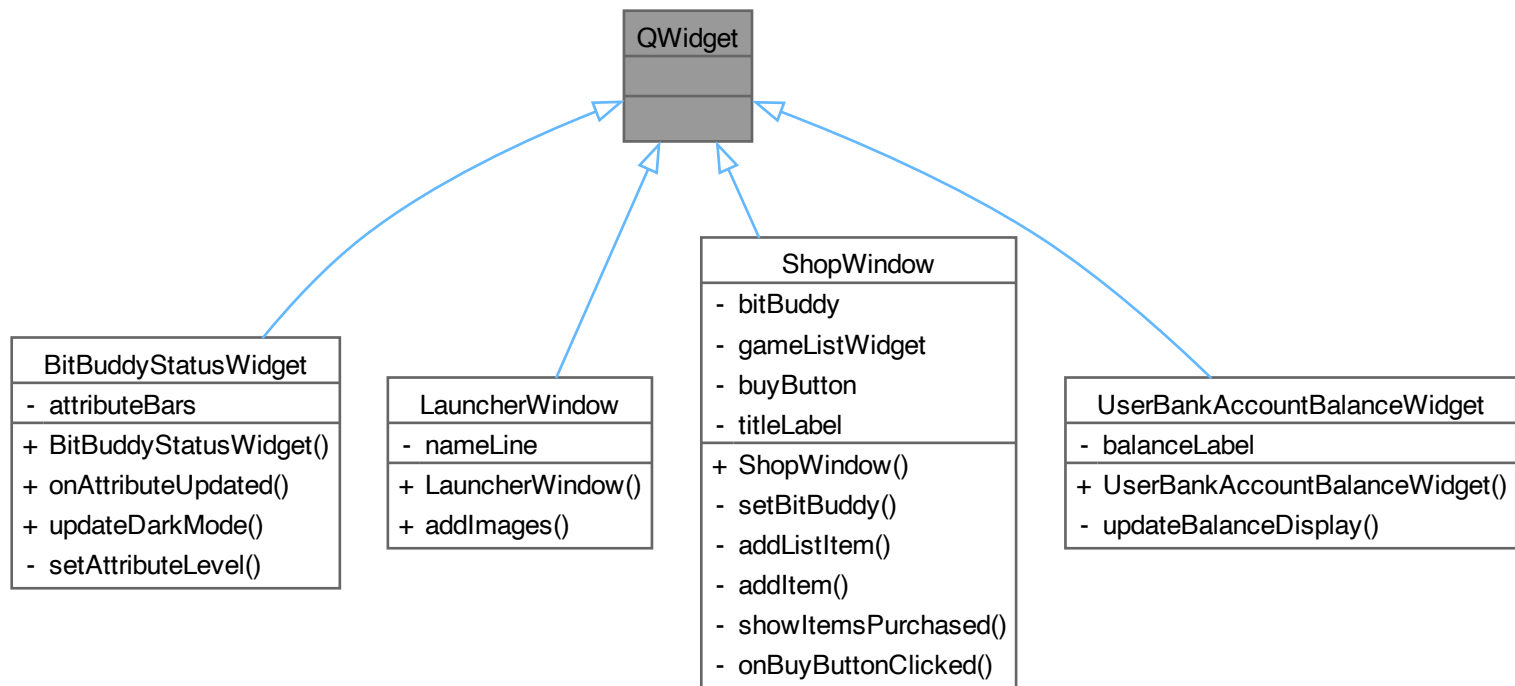 QWidget
BitBuddyStatusWidget
- attributeBars
+ BitBuddyStatusWidget()
+ onAttributeUpdated()
+ updateDarkMode()
- setAttributeLevel()
LauncherWindow
- nameLine
+ LauncherWindow()
+ addImages()
ShopWindow
- bitBuddy
- gameListWidget
- buyButton
- titleLabel
+ ShopWindow()
- setBitBuddy()
- addListItem()
- addItem()
- showItemsPurchased()
- onBuyButtonClicked()
UserBankAccountBalanceWidget
- balanceLabel
+ UserBankAccountBalanceWidget()
- updateBalanceDisplay()